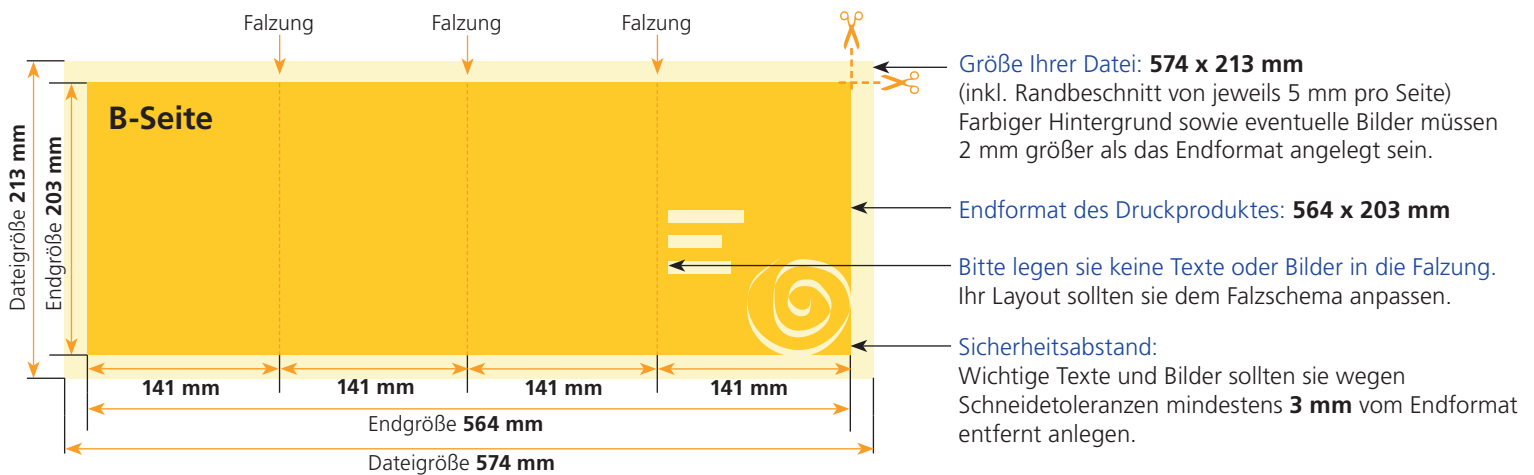 Falzung
Falzung
Falzung
B-Seite
Dateigröße 213 mm
Endgröße 203 mm
141 mm
141 mm
141 mm
141 mm
Endgröße 564 mm
Dateigröße 574 mm
Größe Ihrer Datei: 574 x 213 mm
(inkl. Randbeschnitt von jeweils 5 mm pro Seite)
Farbiger Hintergrund sowie eventuelle Bilder müssen
2 mm größer als das Endformat angelegt sein.
Endformat des Druckproduktes: 564 x 203 mm
Bitte legen sie keine Texte oder Bilder in die Falzung.
Ihr Layout sollten sie dem Falzschema anpassen.
Sicherheitsabstand:
Wichtige Texte und Bilder sollten sie wegen
Schneidetoleranzen mindestens 3 mm vom Endformat
entfernt anlegen.